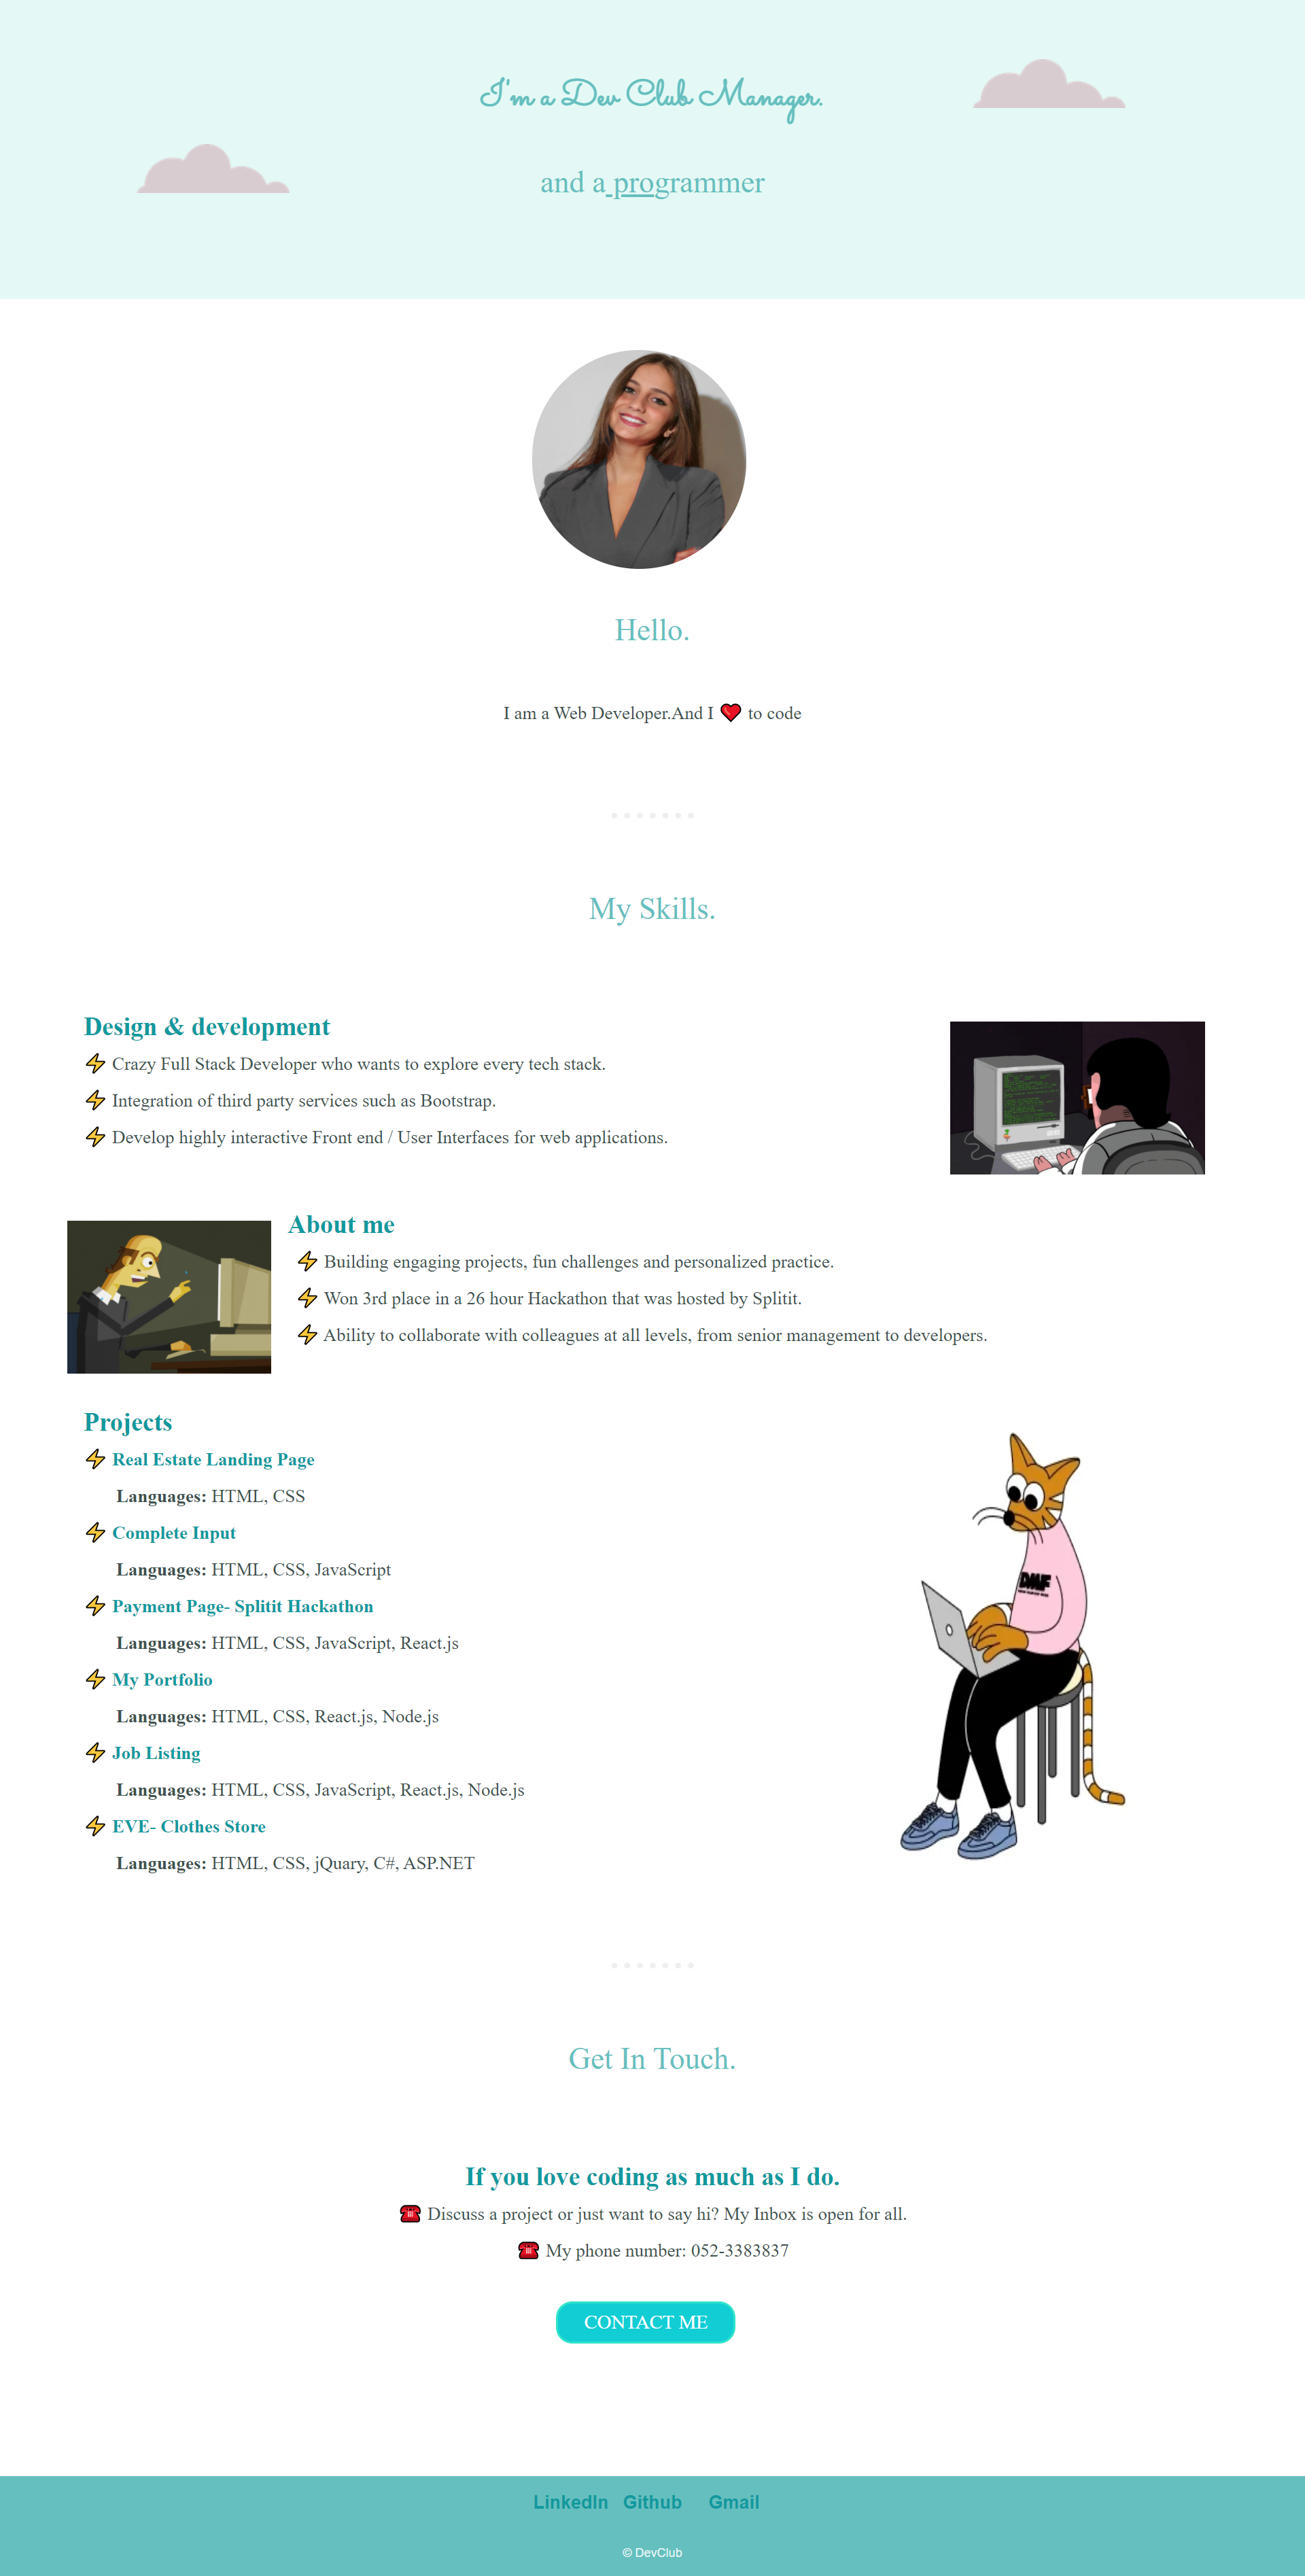 I'm a Dev Club Manager.
and a programmer
Hello.
I am a Web Developer.And I ❤️ to code
My Skills.
Design & development
⚡ Crazy Full Stack Developer who wants to explore every tech stack.
⚡ Integration of third party services such as Bootstrap.
⚡ Develop highly interactive Front end / User Interfaces for web applications.
About me
⚡ Building engaging projects, fun challenges and personalized practice.
⚡ Won 3rd place in a 26 hour Hackathon that was hosted by Splitit.
⚡ Ability to collaborate with colleagues at all levels, from senior management to developers.
Projects
⚡ Real Estate Landing Page
Languages: HTML, CSS
⚡ Complete Input
Languages: HTML, CSS, JavaScript
⚡ Payment Page- Splitit Hackathon
Languages: HTML, CSS, JavaScript, React.js
⚡ My Portfolio
Languages: HTML, CSS, React.js, Node.js
⚡ Job Listing
Languages: HTML, CSS, JavaScript, React.js, Node.js
⚡ EVE- Clothes Store
Languages: HTML, CSS, jQuary, C#, ASP.NET
DMF
Get In Touch.
If you love coding as much as I do.
☎️ Discuss a project or just want to say hi? My Inbox is open for all.
☎️ My phone number: 052-3383837
CONTACT ME
LinkedIn Github Gmail
© DevClub